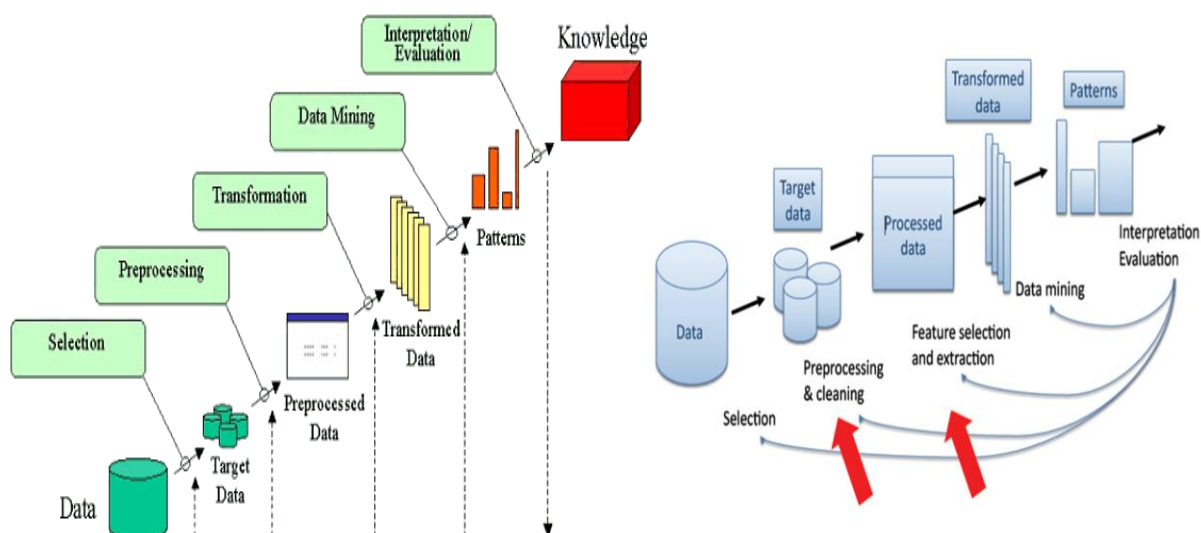 Interpretation/
Evaluation
Knowledge
Data Mining
Transformation
Patterns
Preprocessing
Transformed
Data
Selection
Preprocessed
Data
Target
Data
Data
Transformed
data
Patterns
Target
data
Processed
data
Interpretation
Evaluation
Data
Data mining
Feature selection
and extraction
Preprocessing
& cleaning
Selection